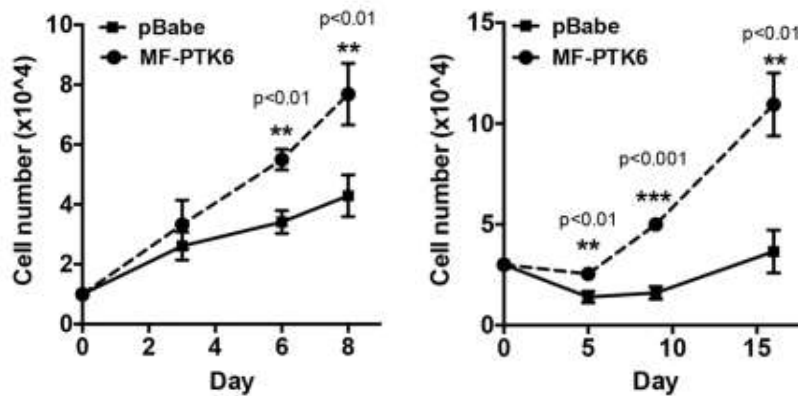 pBabe
MF-PTK6
p<0.01
**
p<0.01
**
10
8
6
4
2
0
Cell number (x10^4)
0 2 4 6 8
Day
pBabe
MF-PTK6
p<0.01
**
p<0.001
***
p<0.01
**
15
10
5
0
Cell number (x10^4)
0 5 10 15
Day